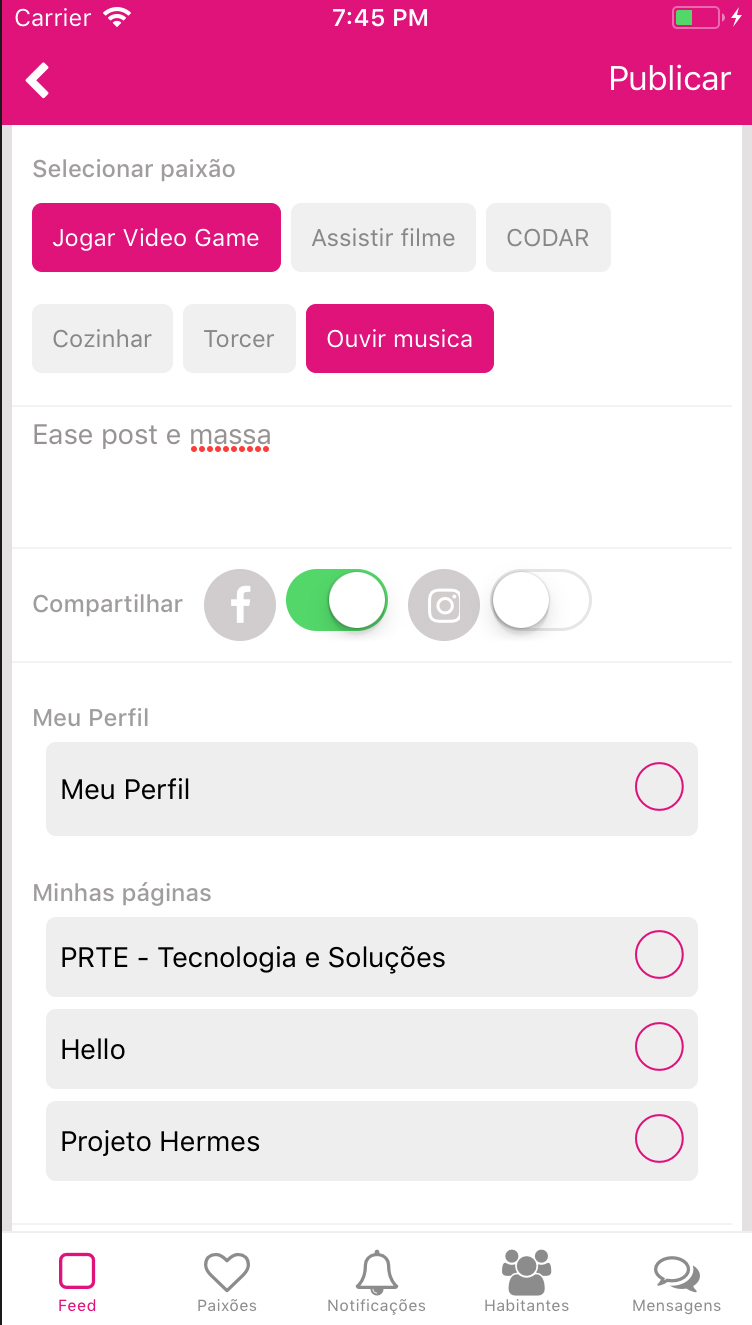 Carrier 7:45 PM
Publicar
Selecionar paixão
Jogar Video Game Assistir filme CODAR
Cozinhar Torcer Ouvir musica
Ease post e massa
Compartilhar
Meu Perfil
Meu Perfil
Minhas páginas
PRTE - Tecnologia e Soluções
Hello
Projeto Hermes
Feed Paixões Notificações Habitantes Mensagens